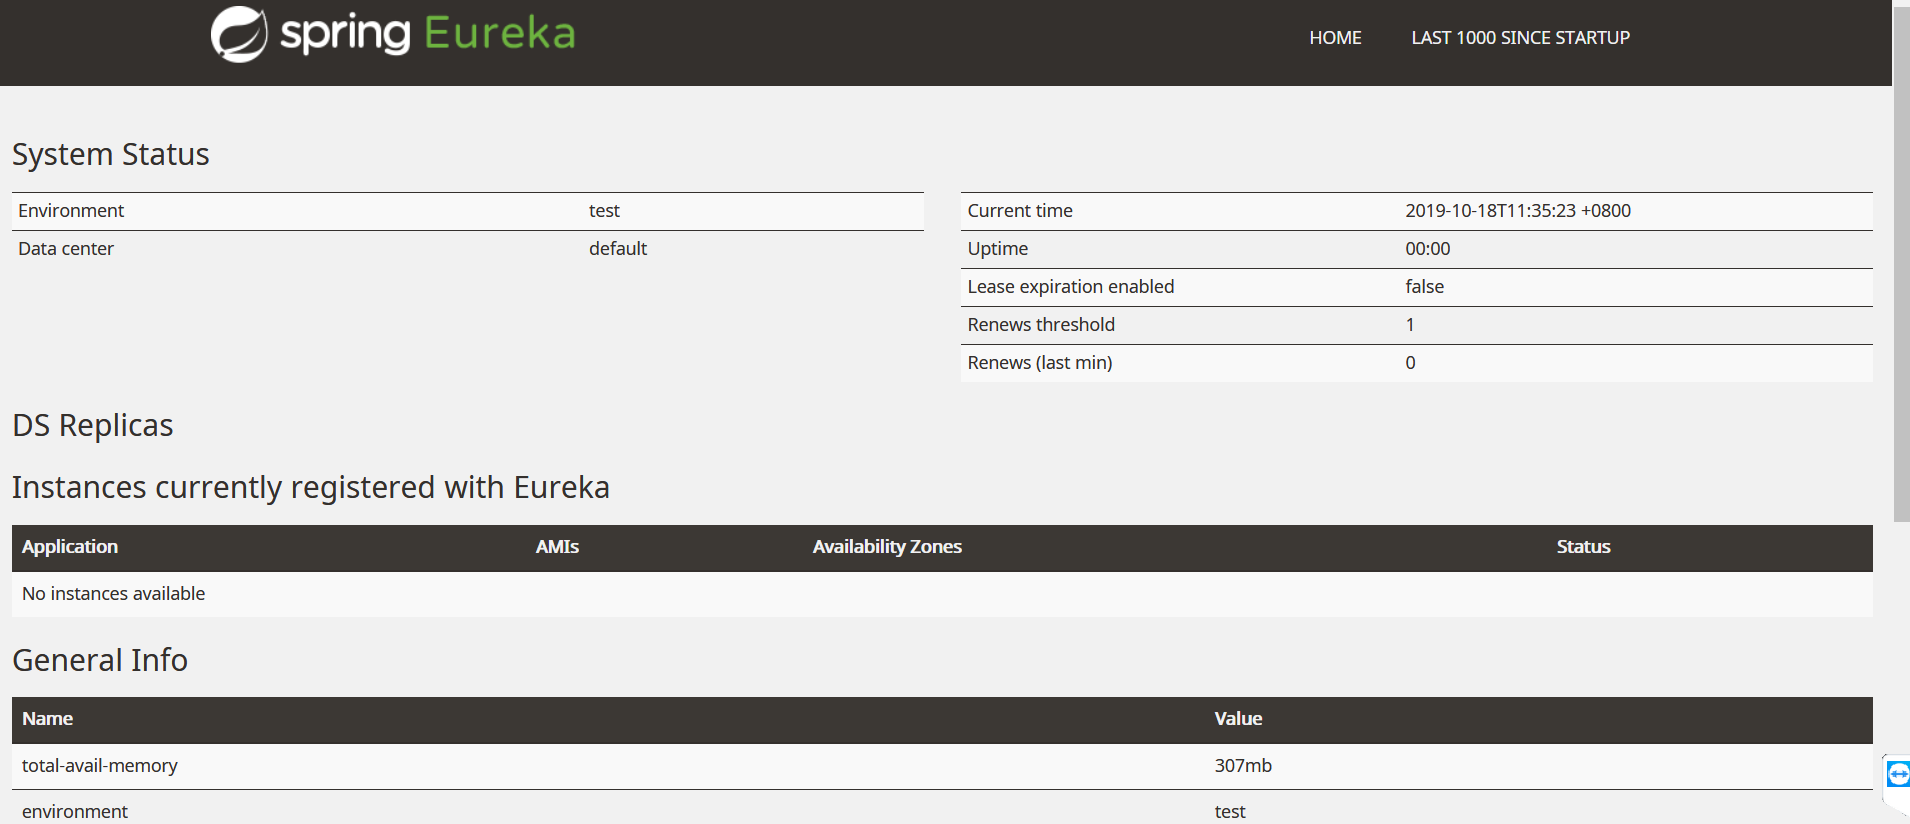 spring Eureka
HOME LAST 1000 SINCE STARTUP
System Status
Environment test
Data center default
Current time 2019-10-18T11:35:23 +0800
Uptime 00:00
Lease expiration enabled false
Renews threshold 1
Renews (last min) 0
DS Replicas
Instances currently registered with Eureka
Application AMIs Availability Zones Status
No instances available
General Info
Name Value
total-avail-memory 307mb
environment test